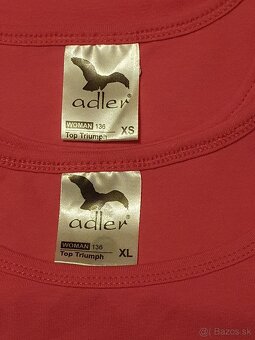 adler®
WOMAN 136
Top Triumph XS
adler®
WOMAN 136
Top Triumph XL
Bazos.sk